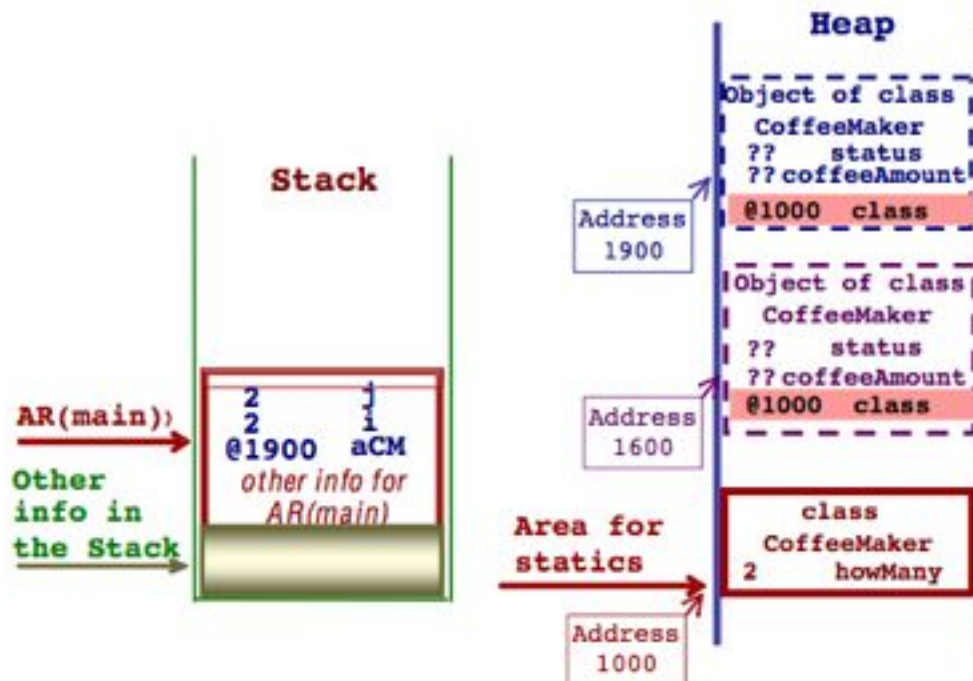 Heap
Object of class
CoffeeMaker
?? status
?? coffeeAmount
@1000 class
Address
1900
Object of class
CoffeeMaker
?? status
?? coffeeAmount
@1000 class
Address
1600
Stack
2 j
2 i
@1900 aCM
other info for
AR(main)
AR(main))
Other
info in
the Stack
Area for
statics
class
CoffeeMaker
2 howMany
Address
1000